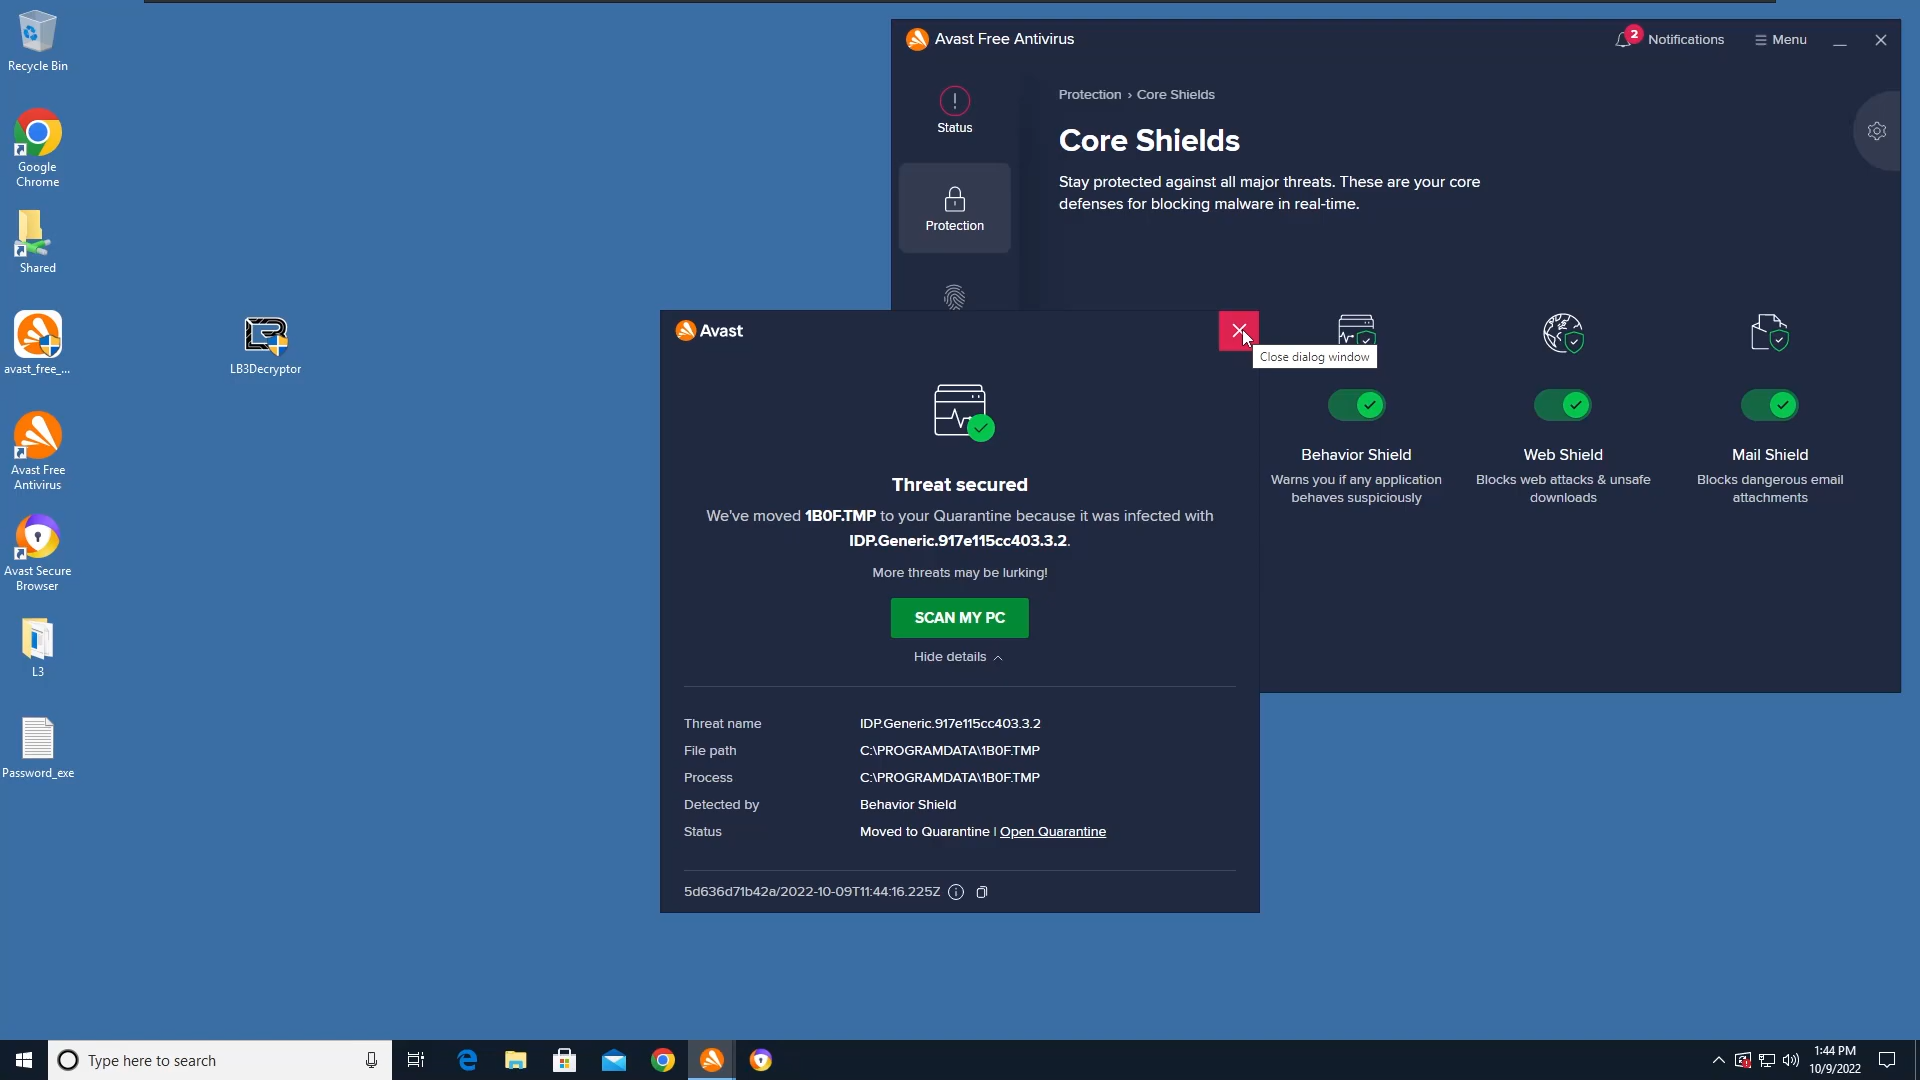 Recycle Bin
Google
Chrome
Shared
avast_free_...
Avast Free
Antivirus
Avast Secure
Browser
L3
Password_exe
LB3Decryptor
Avast Free Antivirus
2
Notifications
Menu
Status
Protection
Protection › Core Shields
Core Shields
Stay protected against all major threats. These are your core
defenses for blocking malware in real-time.
Behavior Shield
Warns you if any application
behaves suspiciously
Web Shield
Blocks web attacks & unsafe
downloads
Mail Shield
Blocks dangerous email
attachments
Avast
Close dialog window
Threat secured
We've moved 1B0F.TMP to your Quarantine because it was infected with
IDP.Generic.917e115cc403.3.2.
More threats may be lurking!
SCAN MY PC
Hide details
Threat name IDP.Generic.917e115cc403.3.2
File path C:\PROGRAMDATA\1B0F.TMP
Process C:\PROGRAMDATA\1B0F.TMP
Detected by Behavior Shield
Status Moved to Quarantine | Open Quarantine
5d636d71b42a/2022-10-09T11:44:16.225Z
Type here to search
1:44 PM
10/9/2022